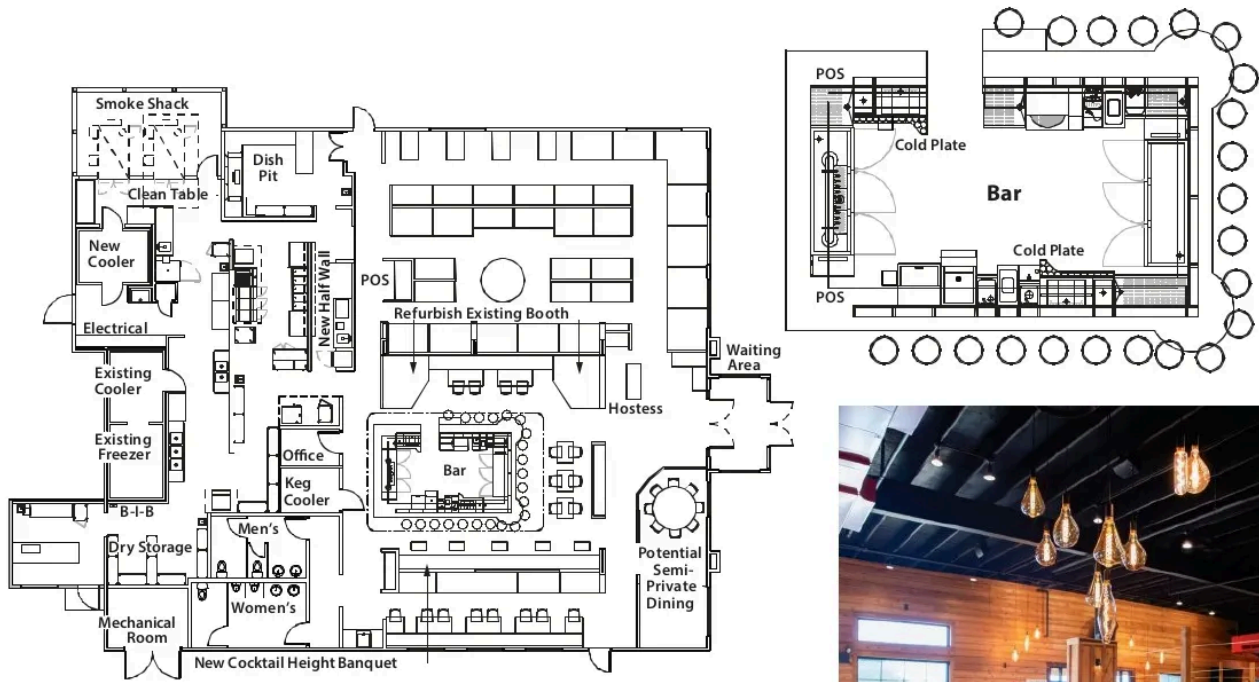 Smoke Shack
Dish
Pit
Clean Table
New
Cooler
Electrical
New Half Wall
POS
Refurbish Existing Booth
Existing
Cooler
Existing
Freezer
Waiting
Area
Hostess
Office
Keg
Cooler
Bar
B-I-B
Dry Storage
Men's
Women's
Mechanical
Room
New Cocktail Height Banquet
Potential
Semi-
Private
Dining
POS
Cold Plate
Bar
Cold Plate
POS